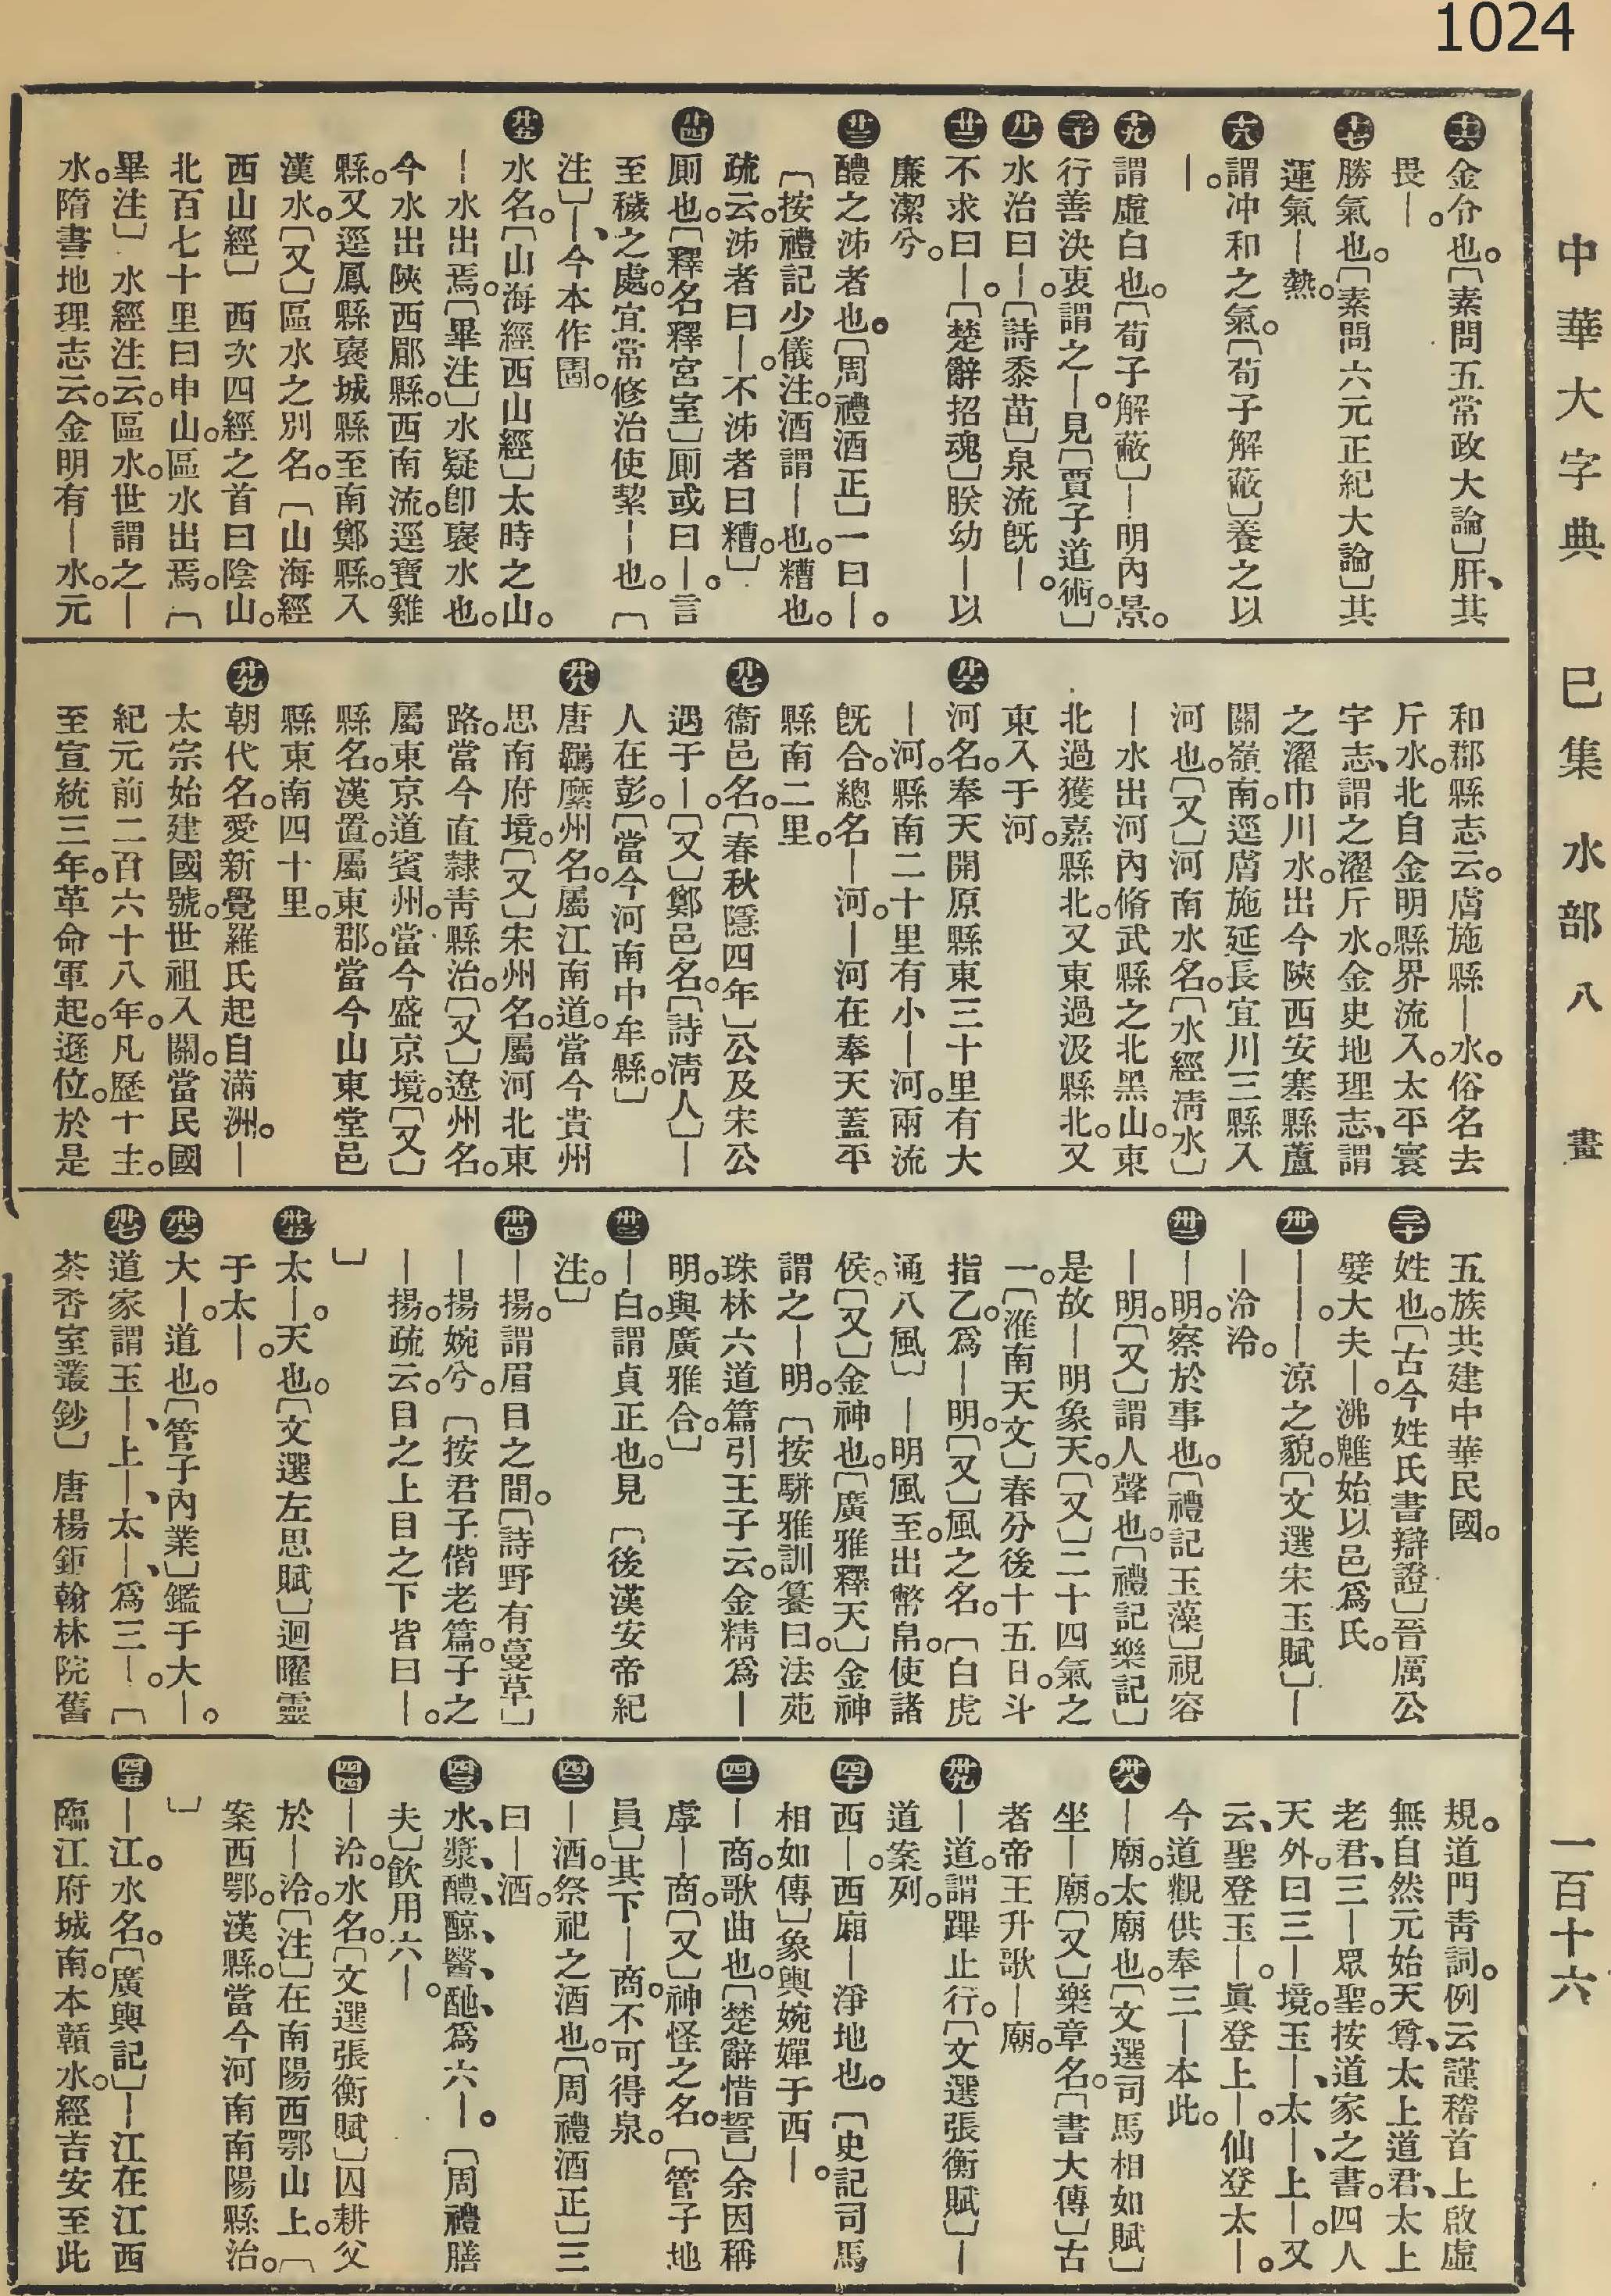 1024
中華大字典　巳集　水部　八畫　一百十六
㊅金令也。〔素問五常政大論〕肝、其
畏—。
勝氣也。〔素問六元正紀大論〕其
運氣—熱。
謂冲和之氣。〔荀子解蔽〕養之以
—。
謂虛白也。〔荀子解蔽〕—明內景。
行善決衷謂之—。見〔賈子道術。〕
水治曰—。〔詩黍苗〕泉流旣—。
不求曰—。〔楚辭招魂〕朕幼—以
廉潔兮。
醴之泲者也。〔周禮酒正〕一曰—。
〔按禮記少儀注。酒謂—也。糟也。
疏云。泲者曰—。不泲者曰糟。〕
厠也。〔釋名釋宮室〕厠或曰—。言
至穢之處。宜常修治使潔—也。〔
注〕—、今本作圊。
水名。〔山海經西山經〕太時之山。
—水出焉。〔畢注〕水疑卽褒水也。
今水出陝西郿縣。西南流。逕寶雞
縣。又逕鳳縣褒城縣至南鄭縣。入
漢水。〔又〕區水之別名。〔山海經
西山經〕西次四經之首曰陰山。
北百七十里曰申山。區水出焉。〔
畢注〕水經注云。區水。世謂之—
水。隋書地理志云。金明有—水。元
和郡縣志云。膚施縣—水。俗名去
斤水。北自金明縣界流入。太平寰
宇志、謂之濯斤水。金史地理志、謂
之濯巾川水。出今陝西安塞縣蘆
關嶺南。逕膚施延長宜川三縣入
河也。〔又〕河南水名。〔水經淸水〕
—水出河內脩武縣之北黑山。東
北過獲嘉縣北。又東過汲縣北。又
東入于河。
河名。奉天開原縣東三十里有大
—河。縣南二十里有小—河。兩流
旣合。總名—河。—河在奉天蓋平
縣南二里。
衞邑名。〔春秋隱四年〕公及宋公
遇于—。〔又〕鄭邑名。〔詩淸人〕—
人在彭。〔當今河南中牟縣。〕
唐羈縻州名。屬江南道。當今貴州
思南府境。〔又〕宋州名。屬河北東
路。當今直隸靑縣治。〔又〕遼州名。
屬東京道賓州。當今盛京境。〔又〕
縣名。漢置。屬東郡。當今山東堂邑
縣東南四十里。
朝代名。愛新覺羅氏起自滿洲。—
太宗始建國號。世祖入關。當民國
紀元前二百六十八年。凡歷十主。
至宣統三年。革命軍起。遜位。於是
五族共建中華民國。
姓也。〔古今姓氏書辯證〕晉厲公
嬖大夫—。沸魋始以邑爲氏。
——。—涼之貌。〔文選宋玉賦〕—
—泠泠。
—明。察於事也。〔禮記玉藻〕視容
—明。〔又〕謂人聲也。〔禮記樂記〕
是故—明象天。〔又〕二十四氣之
一。〔淮南天文〕春分後十五日。斗
指乙。爲—明。〔又〕風之名。〔白虎
通八風〕—明風至。出幣帛。使諸
侯。〔又〕金神也。〔廣雅釋天〕金神
謂之—明。〔按駢雅訓纂曰。法苑
珠林六道篇引王子云。金精爲—
明。與廣雅合。〕
—白。謂貞正也。見〔後漢安帝紀
注。〕
—揚。謂眉目之間。〔詩野有蔓草〕
—揚婉兮。〔按君子偕老篇。子之
—揚。疏云。目之上目之下皆曰—。
〕
太—。天也。〔文選左思賦〕迴曜靈
于太—。
大—。道也。〔管子內業〕鑑于大—。
道家謂玉—、上—、太—、爲三—。〔
茶香室叢鈔〕唐楊鉅翰林院舊
規。道門靑詞。例云。謹稽首上啟虛
無自然元始天尊、太上道君、太上
老君、三—眾聖。按道家之書。四人
天外。曰三—境。玉—、太—、上—。又
云、聖登玉—。眞登上—。仙登太—。
今道觀供奉三—本此。
—廟。太廟也。〔文選司馬相如賦〕
坐—廟。〔又〕樂章名。〔書大傳〕古
者帝王升歌—廟。
—道。謂蹕止行。〔文選張衡賦〕—
道案列。
西—。西廂—淨地也。〔史記司馬
相如傳〕象輿婉蟬于西—。
—商。歌曲也。〔楚辭惜誓〕余因稱
虖—商。〔又〕神怪之名。〔管子地
員〕其下—商。不可得泉。
—酒。祭祀之酒也。〔周禮酒正〕三
曰—酒。
水、漿、醴、醇、醫、酏、爲六—。〔周禮膳
夫〕飮用六—。
—泠。水名。〔文選張衡賦〕囚耕父
於—泠。〔注〕在南陽西鄂山上。〔
案西鄂。漢縣。當今河南南陽縣治。
〕
—江。水名。〔廣輿記〕—江在江西
臨江府城南。本贛水。經吉安至此